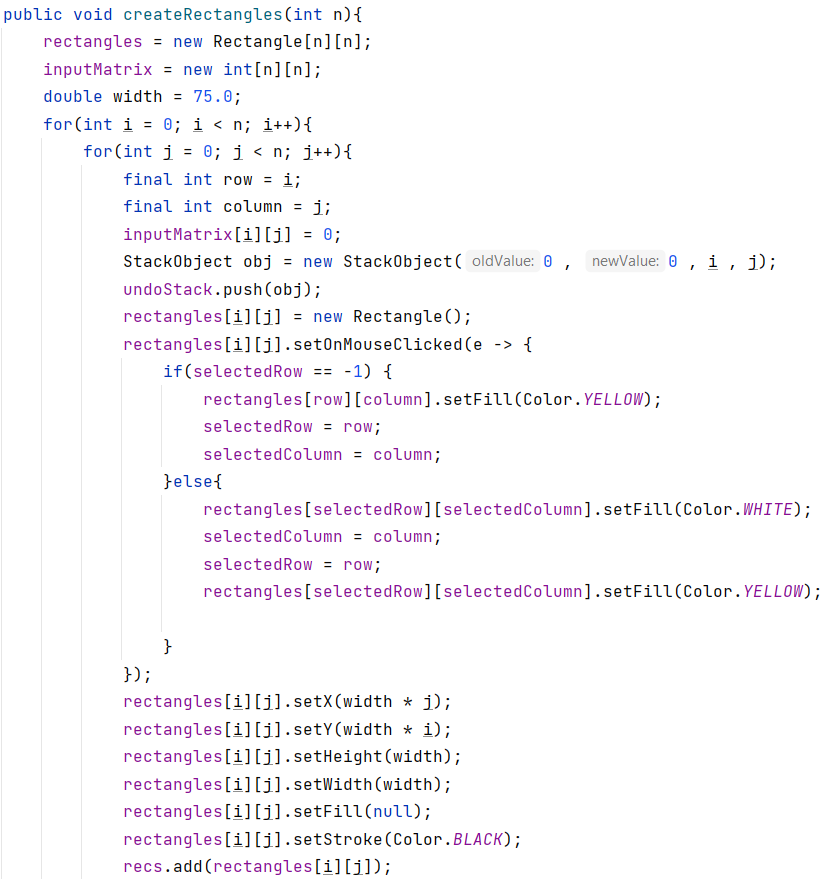 public void createRectangles(int n){
    rectangles = new Rectangle[n][n];
    inputMatrix = new int[n][n];
    double width = 75.0;
    for(int i = 0; i < n; i++){
        for(int j = 0; j < n; j++){
            final int row = i;
            final int column = j;
            inputMatrix[i][j] = 0;
            StackObject obj = new StackObject( oldValue: 0 , newValue: 0 , i , j);
            undoStack.push(obj);
            rectangles[i][j] = new Rectangle();
            rectangles[i][j].setOnMouseClicked(e -> {
                if(selectedRow == -1) {
                    rectangles[row][column].setFill(Color.YELLOW);
                    selectedRow = row;
                    selectedColumn = column;
                }else{
                    rectangles[selectedRow][selectedColumn].setFill(Color.WHITE);
                    selectedColumn = column;
                    selectedRow = row;
                    rectangles[selectedRow][selectedColumn].setFill(Color.YELLOW);

                }
            });
            rectangles[i][j].setX(width * j);
            rectangles[i][j].setY(width * i);
            rectangles[i][j].setHeight(width);
            rectangles[i][j].setWidth(width);
            rectangles[i][j].setFill(null);
            rectangles[i][j].setStroke(Color.BLACK);
            recs.add(rectangles[i][j]);